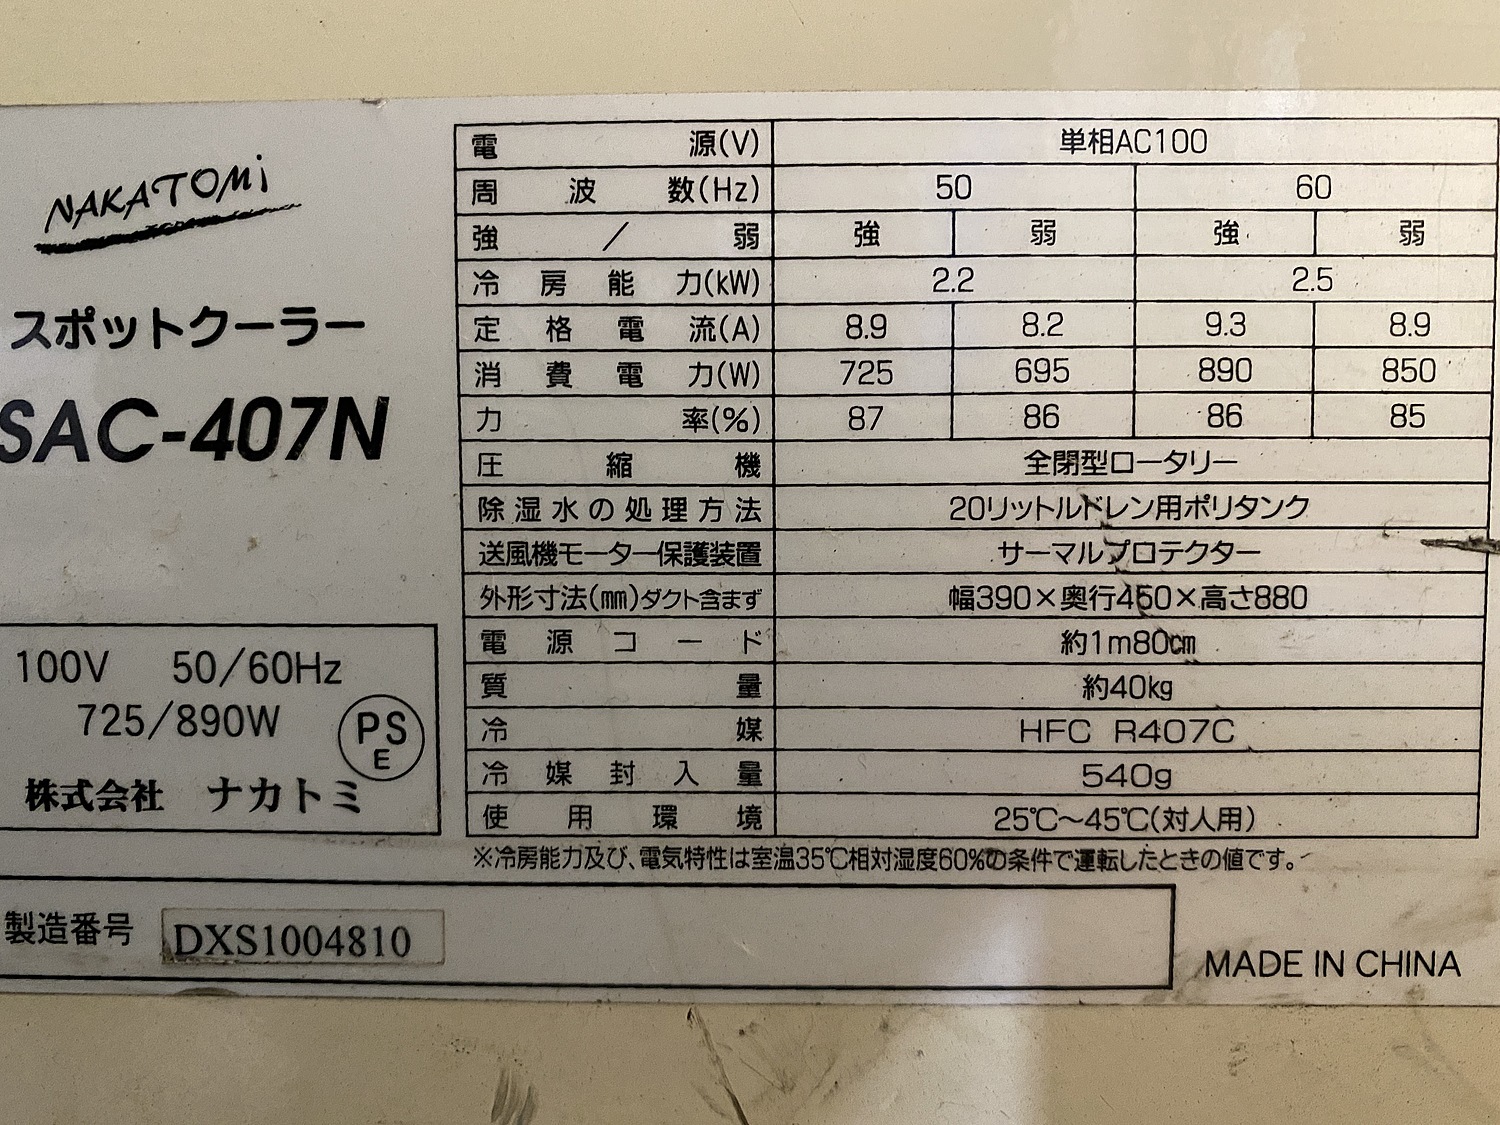 NAKATOMi
スポットクーラー
SAC-407N
電源(V) 単相AC100
周波数(Hz) 50 60
強／弱 強 弱 強 弱
冷房能力(kW) 2.2 2.5
定格電流(A) 8.9 8.2 9.3 8.9
消費電力(W) 725 695 890 850
力率(%) 87 86 86 85
圧縮機 全閉型ロータリー
除湿水の処理方法 20リットルドレン用ポリタンク
送風機モーター保護装置 サーマルプロテクター
外形寸法(㎜)ダクト含まず 幅390×奥行450×高さ880
電源コード 約1m80㎝
質量 約40㎏
冷媒 HFC R407C
冷媒封入量 540g
使用環境 25℃〜45℃(対人用)
※冷房能力及び、電気特性は室温35℃相対湿度60%の条件で運転したときの値です。
100V 50/60Hz
725/890W
PS
E
株式会社 ナカトミ
製造番号 DXS1004810
MADE IN CHINA